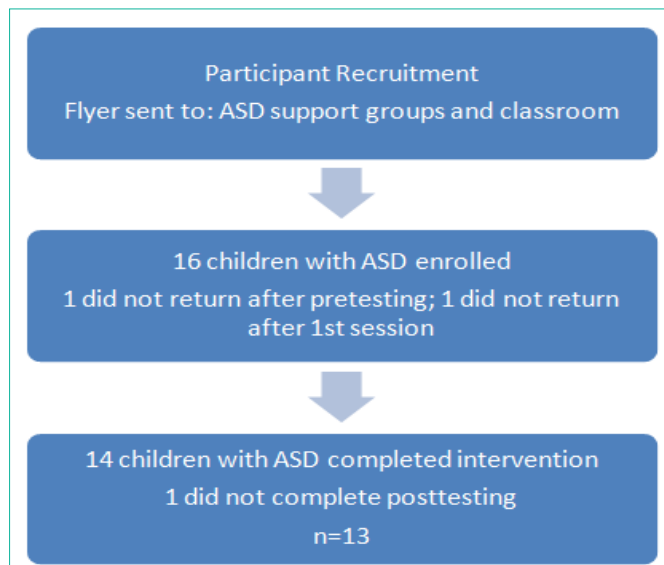 Participant Recruitment
Flyer sent to: ASD support groups and classroom
16 children with ASD enrolled
1 did not return after pretesting; 1 did not return
after 1st session
14 children with ASD completed intervention
1 did not complete posttesting
n=13